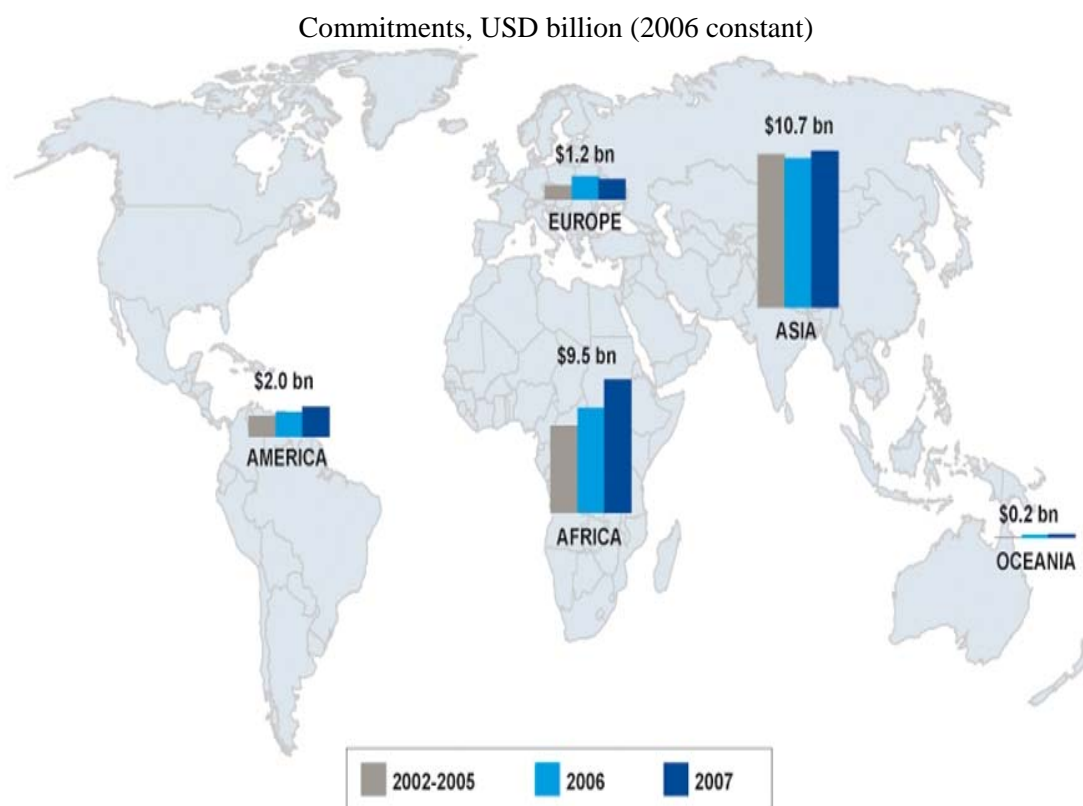 Commitments, USD billion (2006 constant)
$10.7 bn
ASIA
$1.2 bn
EUROPE
$9.5 bn
AFRICA
$2.0 bn
AMERICA
$0.2 bn
OCEANIA
2002-2005
2006
2007